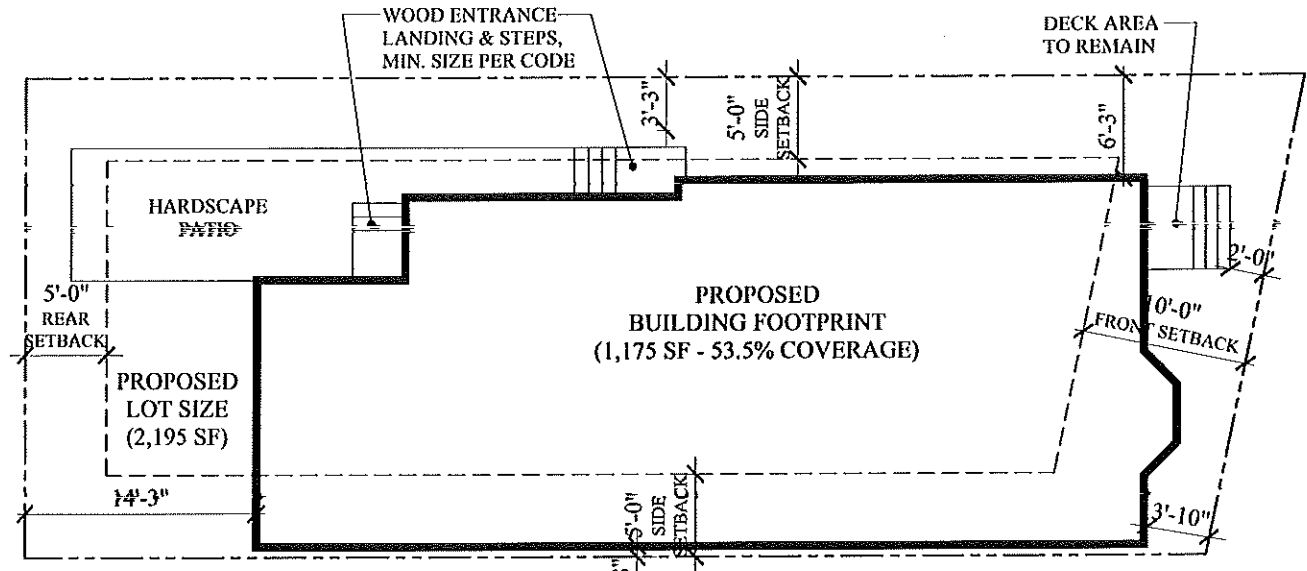 WOOD ENTRANCE
LANDING & STEPS,
MIN. SIZE PER CODE
DECK AREA
TO REMAIN
3'-3"
5'-0"
SIDE
SETBACK
6'-3"
HARDSCAPE
PATIO
2'-0"
5'-0"
REAR
SETBACK
PROPOSED
BUILDING FOOTPRINT
(1,175 SF - 53.5% COVERAGE)
10'-0"
FRONT SETBACK
PROPOSED
LOT SIZE
(2,195 SF)
14'-3"
5'-0"
SIDE
SETBACK
3'-10"